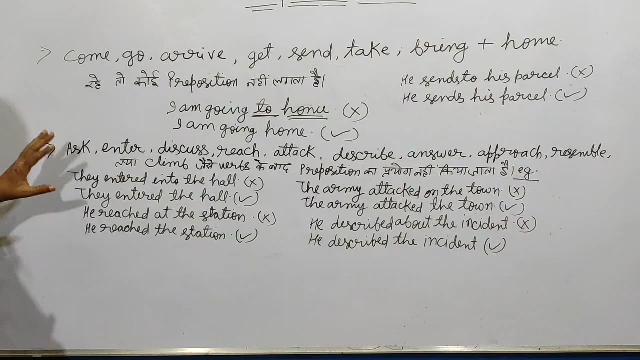 > Come, go, arrive, get, send, take, bring + home.
रहे तो कोई Preposition नहीं लगता है।
I am going to home (X)
I am going home. (✓)
He sends to his parcel. (X)
He sends his parcel. (✓)
Ask, enter, discuss, reach, attack, describe, answer, approach, resemble,
तथा climb जैसे verbs के बाद Preposition का प्रयोग नहीं किया जाता है। eg.
They entered into the hall (X)
They entered the hall (✓)
He reached at the station. (X)
He reached the station. (✓)
The army attacked on the town (X)
The army attacked the town. (✓)
He described about the incident. (X)
He described the incident (✓)